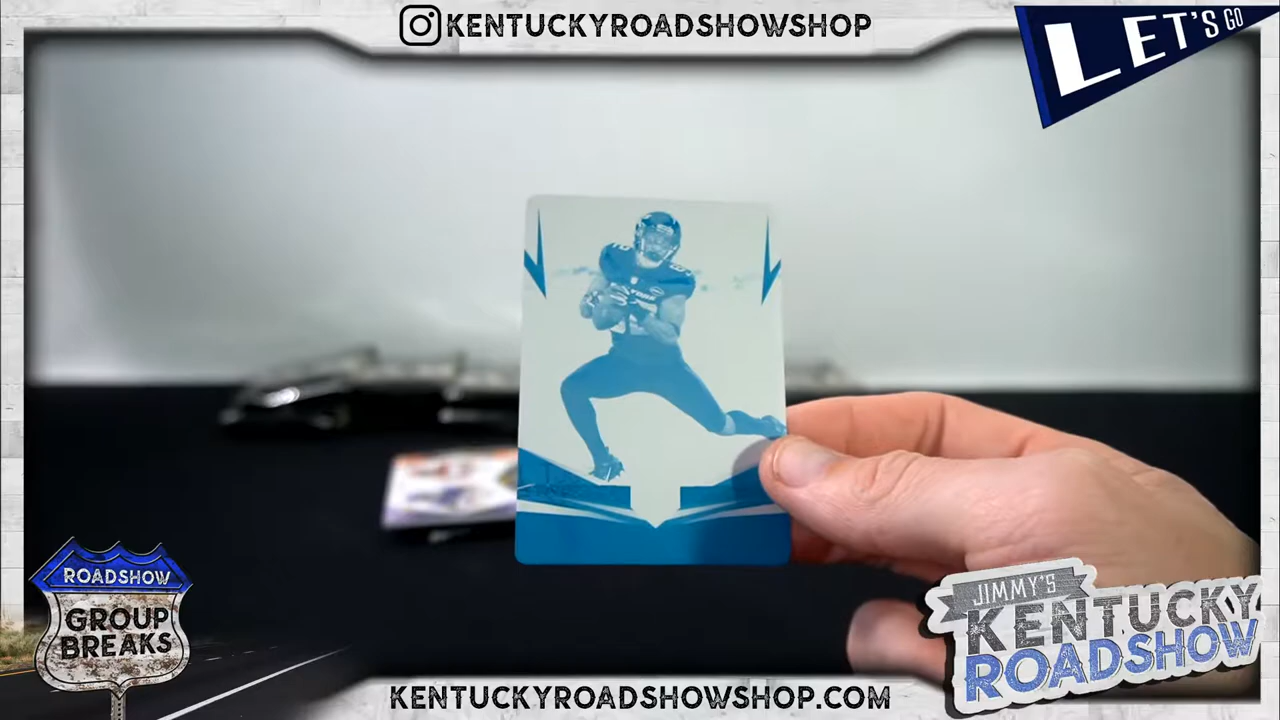 KENTUCKYROADSHOWSHOP
LET'S GO
ROADSHOW
GROUP
BREAKS
JIMMY'S
KENTUCKY
ROADSHOW
KENTUCKYROADSHOWSHOP.COM